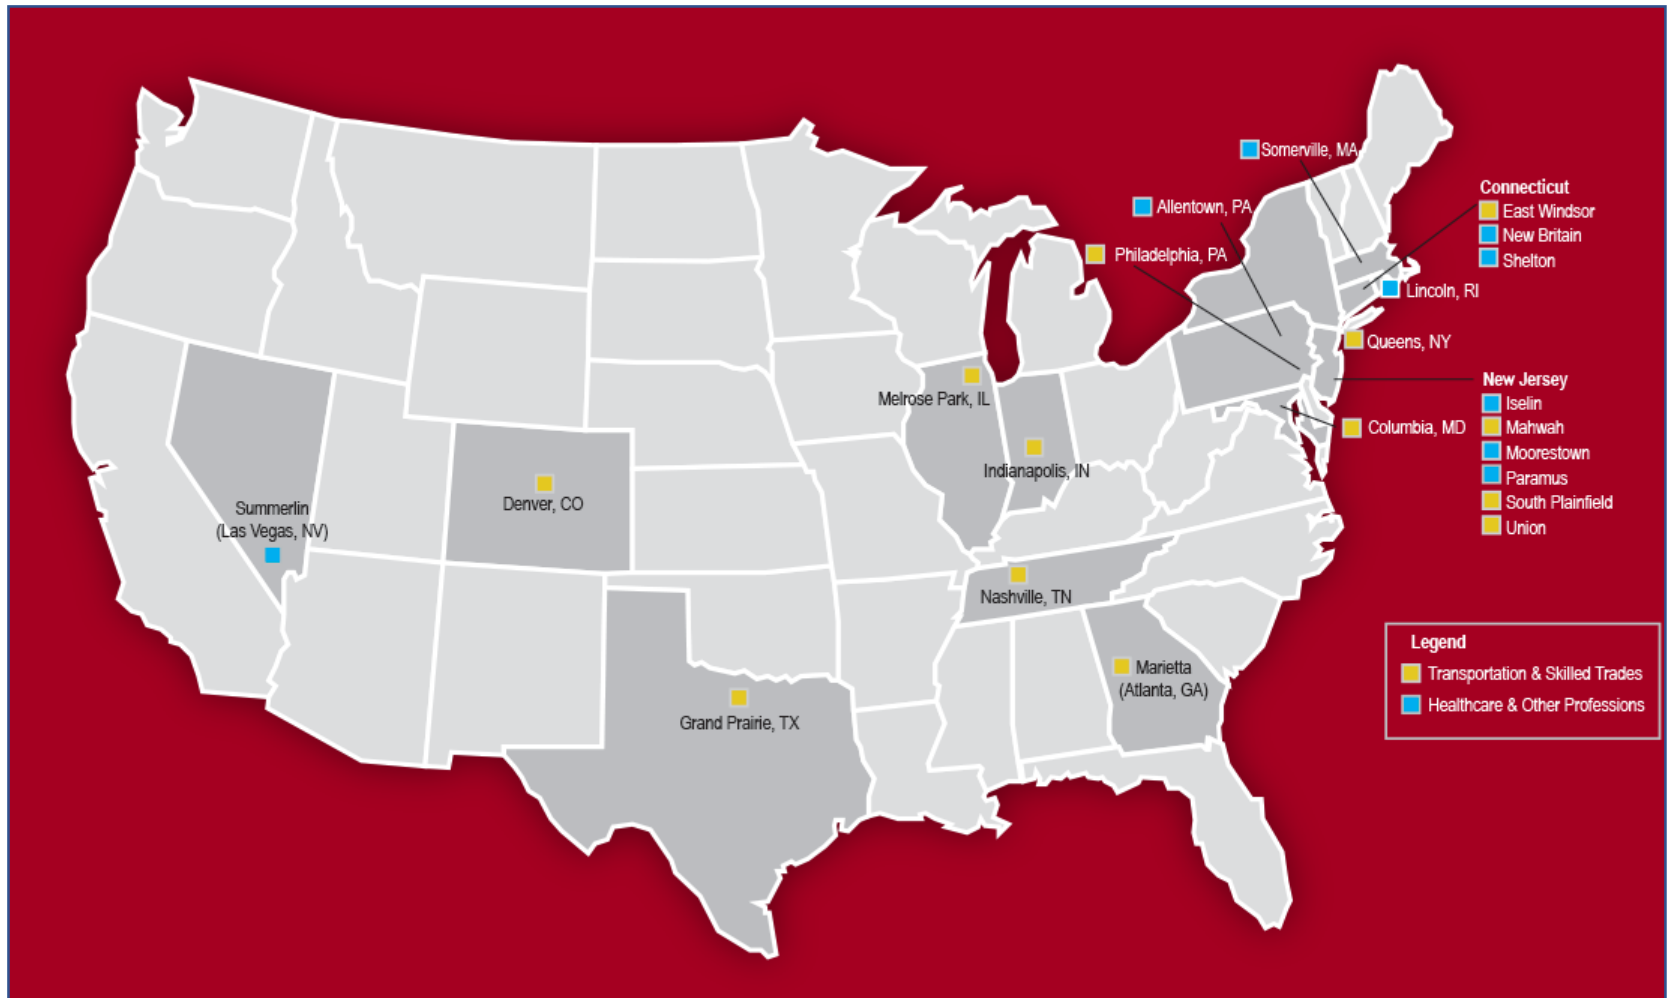 Somerville, MA
Connecticut
East Windsor
New Britain
Shelton
Allentown, PA
Philadelphia, PA
Lincoln, RI
Queens, NY
New Jersey
Iselin
Mahwah
Moorestown
Paramus
South Plainfield
Union
Columbia, MD
Melrose Park, IL
Indianapolis, IN
Denver, CO
Summerlin
(Las Vegas, NV)
Nashville, TN
Marietta
(Atlanta, GA)
Grand Prairie, TX
Legend
Transportation & Skilled Trades
Healthcare & Other Professions